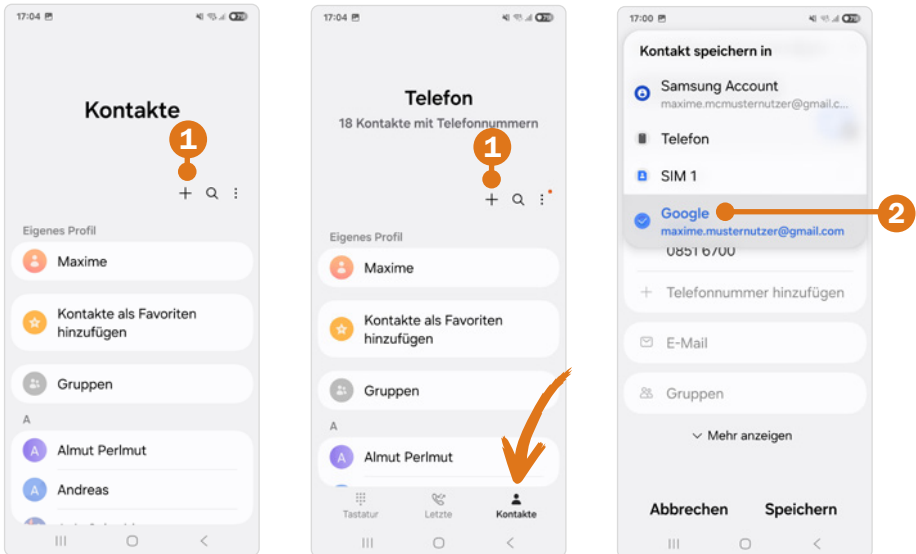 17:04
Kontakte
1
Eigenes Profil
Maxime
Kontakte als Favoriten
hinzufügen
Gruppen
A
A Almut Perlmut
A Andreas
17:04
Telefon
18 Kontakte mit Telefonnummern
1
Eigenes Profil
Maxime
Kontakte als Favoriten
hinzufügen
Gruppen
A
A Almut Perlmut
Tastatur Letzte Kontakte
17:00
Kontakt speichern in
Samsung Account
maxime.mcmusternutzer@gmail.c...
Telefon
SIM 1
Google
2
maxime.musternutzer@gmail.com
0851 6700
Telefonnummer hinzufügen
E-Mail
Gruppen
Mehr anzeigen
Abbrechen Speichern